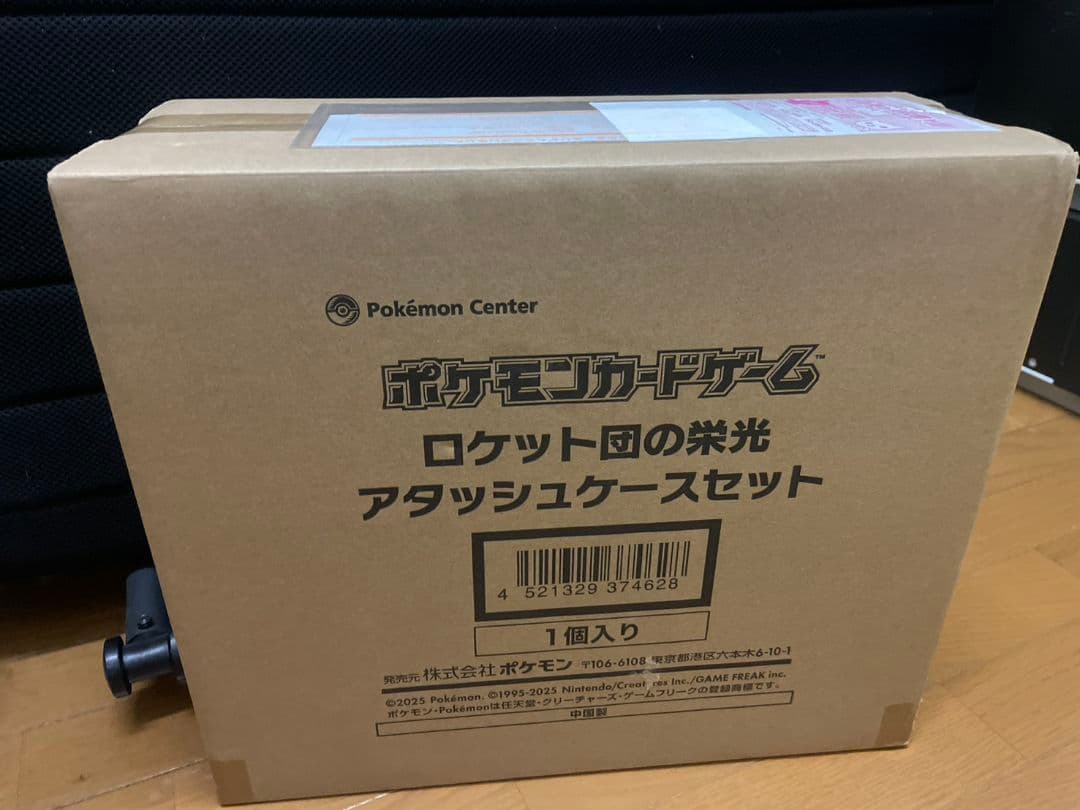 Pokémon Center
ポケモンカードゲーム™
ロケット団の栄光
アタッシュケースセット
4 521329 374628
1個入り
発売元 株式会社ポケモン 〒106-6108 東京都港区六本木6-10-1
©2025 Pokémon. ©1995-2025 Nintendo/Creatures Inc./GAME FREAK inc.
ポケモン・Pokémonは任天堂・クリーチャーズ・ゲームフリークの登録商標です。
中国製